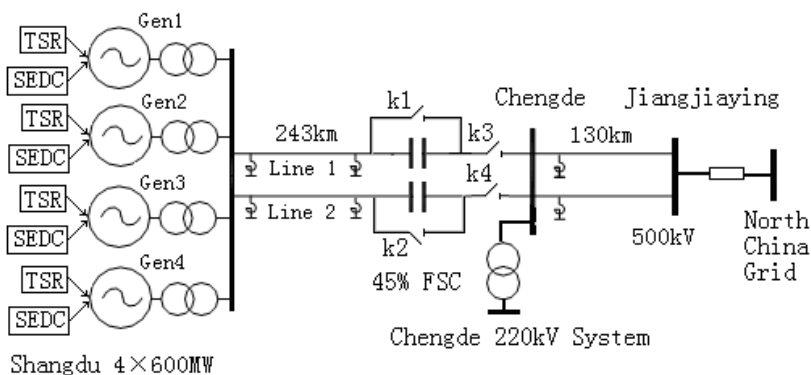 Gen1
TSR
SEDC
Gen2
TSR
SEDC
Gen3
TSR
SEDC
Gen4
TSR
SEDC
Shangdu 4×600MW
243km
Line 1
Line 2
k1
k3
k4
k2
45% FSC
Chengde
130km
Jiangjiaying
500kV
North
China
Grid
Chengde 220kV System